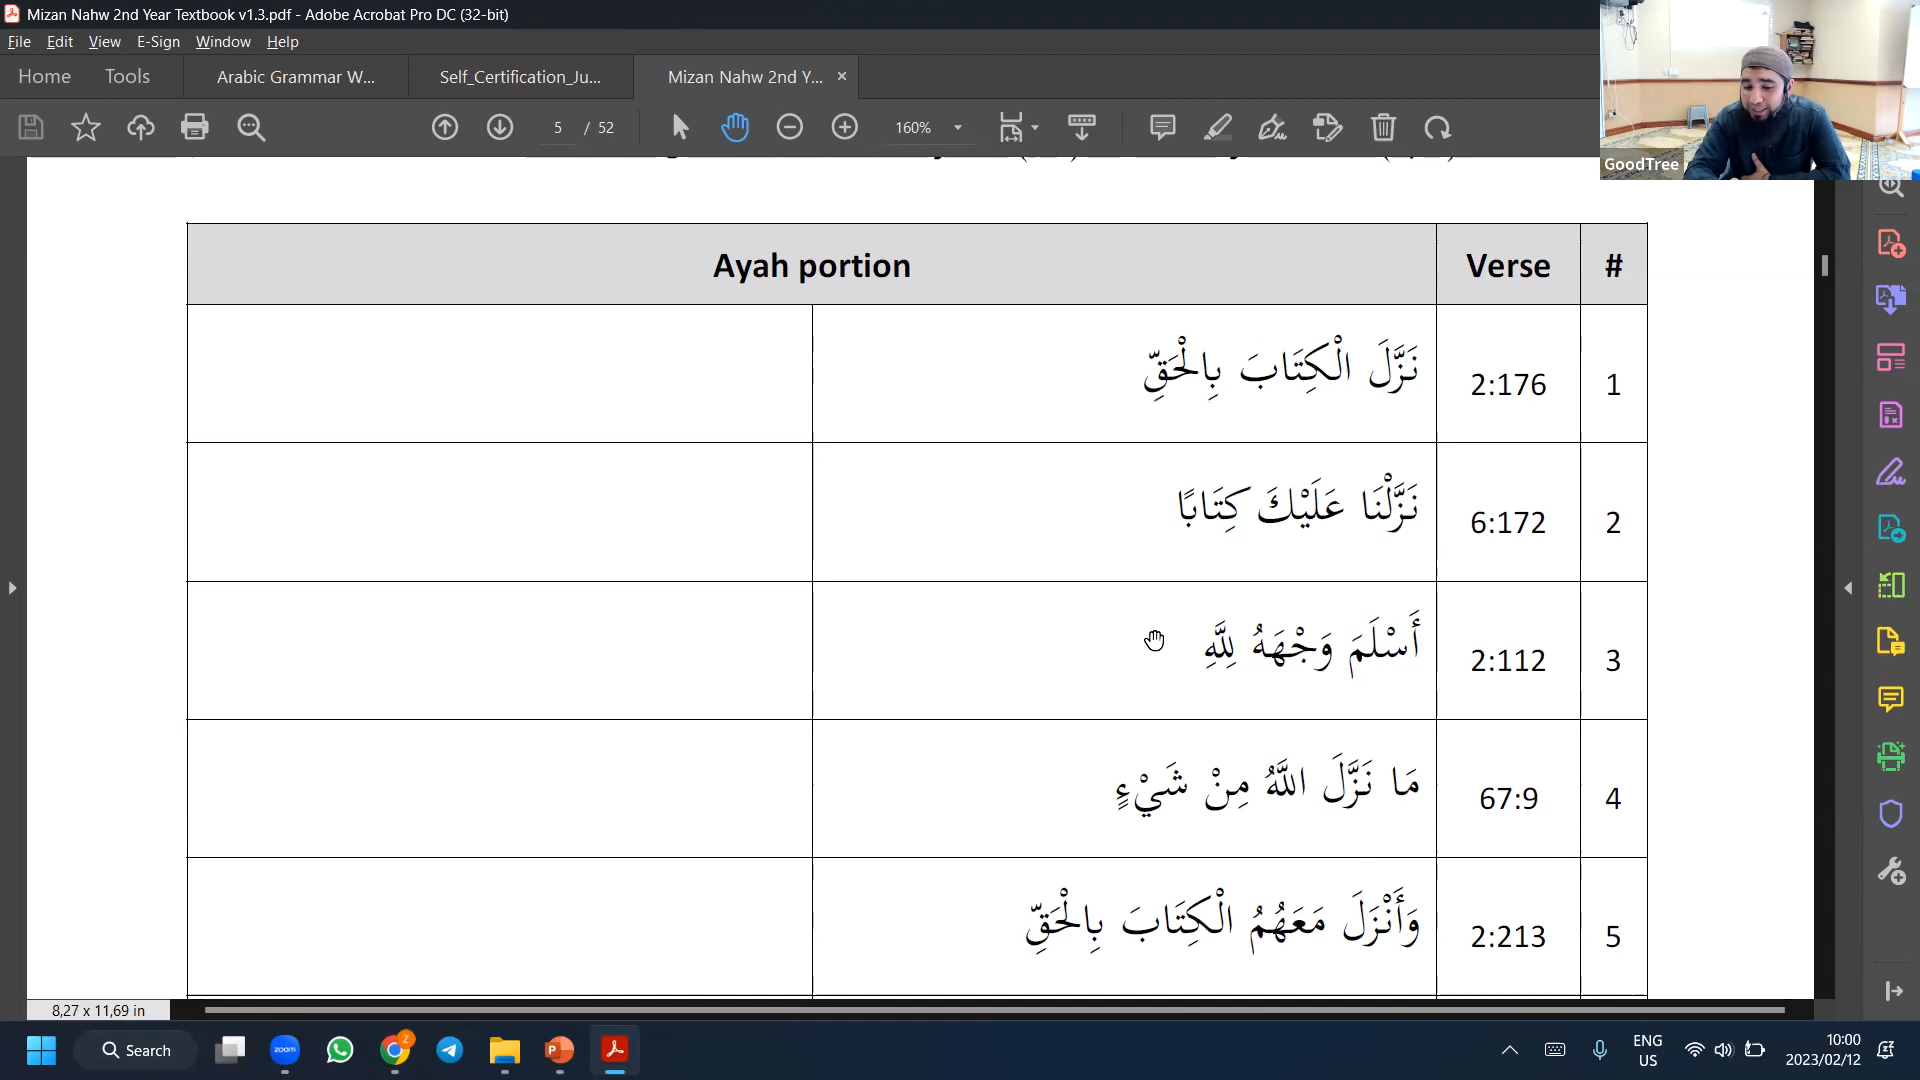 Mizan Nahw 2nd Year Textbook v1.3.pdf - Adobe Acrobat Pro DC (32-bit)
File Edit View E-Sign Window Help
Home Tools Arabic Grammar W... Self_Certification_Ju... Mizan Nahw 2nd Y... ×
5 / 52 160%
GoodTree
Ayah portion Verse #
نَزَّلَ الْكِتَابَ بِالْحَقِّ 2:176 1
نَزَّلْنَا عَلَيْكَ كِتَابًا 6:172 2
أَسْلَمَ وَجْهَهُ لِلَّهِ 2:112 3
مَا نَزَّلَ اللَّهُ مِنْ شَيْءٍ 67:9 4
وَأَنْزَلَ مَعَهُمُ الْكِتَابَ بِالْحَقِّ 2:213 5
8,27 x 11,69 in
Search zoom Z ENG 10:00
US 2023/02/12